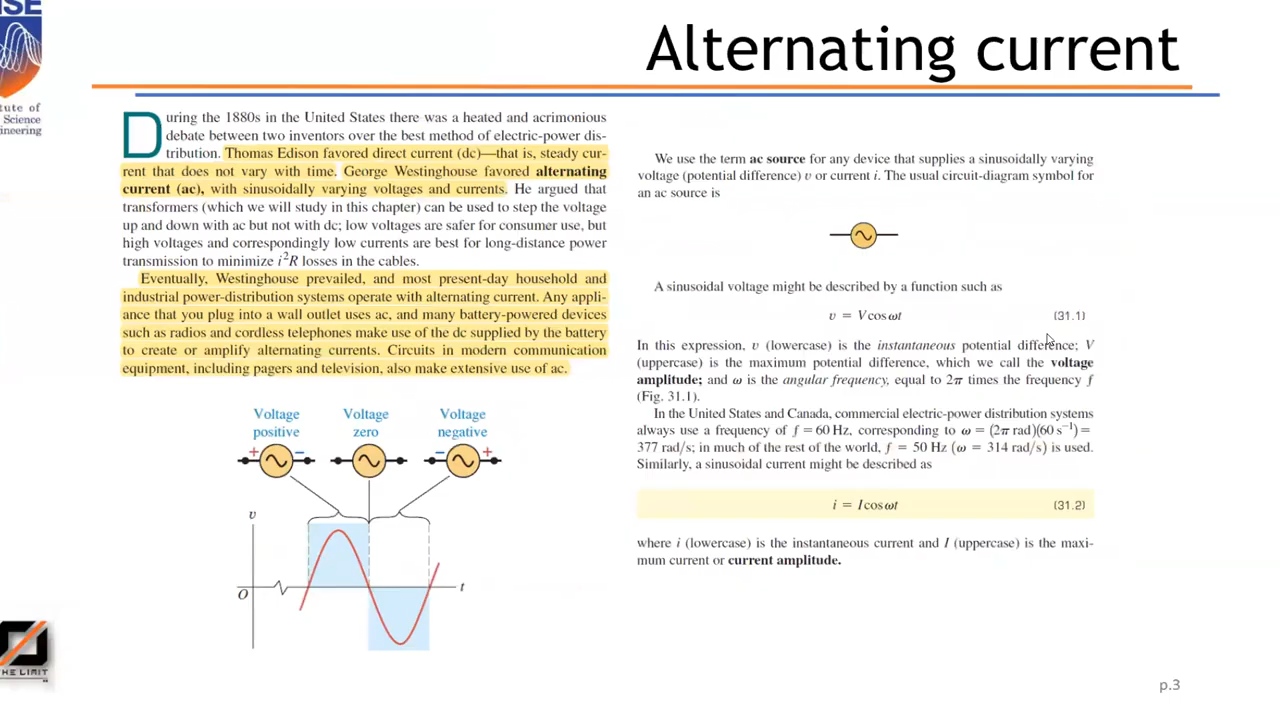 Alternating current
tute of
Science
ineering
During the 1880s in the United States there was a heated and acrimonious
debate between two inventors over the best method of electric-power dis-
tribution. Thomas Edison favored direct current (dc)—that is, steady cur-
rent that does not vary with time. George Westinghouse favored alternating
current (ac), with sinusoidally varying voltages and currents. He argued that
transformers (which we will study in this chapter) can be used to step the voltage
up and down with ac but not with dc; low voltages are safer for consumer use, but
high voltages and correspondingly low currents are best for long-distance power
transmission to minimize i²R losses in the cables.
Eventually, Westinghouse prevailed, and most present-day household and
industrial power-distribution systems operate with alternating current. Any appli-
ance that you plug into a wall outlet uses ac, and many battery-powered devices
such as radios and cordless telephones make use of the dc supplied by the battery
to create or amplify alternating currents. Circuits in modern communication
equipment, including pagers and television, also make extensive use of ac.
Voltage positive
Voltage zero
Voltage negative
+ −
− +
υ
O
t
We use the term ac source for any device that supplies a sinusoidally varying
voltage (potential difference) υ or current i. The usual circuit-diagram symbol for
an ac source is
A sinusoidal voltage might be described by a function such as
υ = V cos ωt (31.1)
In this expression, υ (lowercase) is the instantaneous potential difference; V
(uppercase) is the maximum potential difference, which we call the voltage
amplitude; and ω is the angular frequency, equal to 2π times the frequency f
(Fig. 31.1).
In the United States and Canada, commercial electric-power distribution systems
always use a frequency of f = 60 Hz, corresponding to ω = (2π rad)(60 s⁻¹) =
377 rad/s; in much of the rest of the world, f = 50 Hz (ω = 314 rad/s) is used.
Similarly, a sinusoidal current might be described as
i = I cos ωt (31.2)
where i (lowercase) is the instantaneous current and I (uppercase) is the maxi-
mum current or current amplitude.
HE LIMIT
p.3